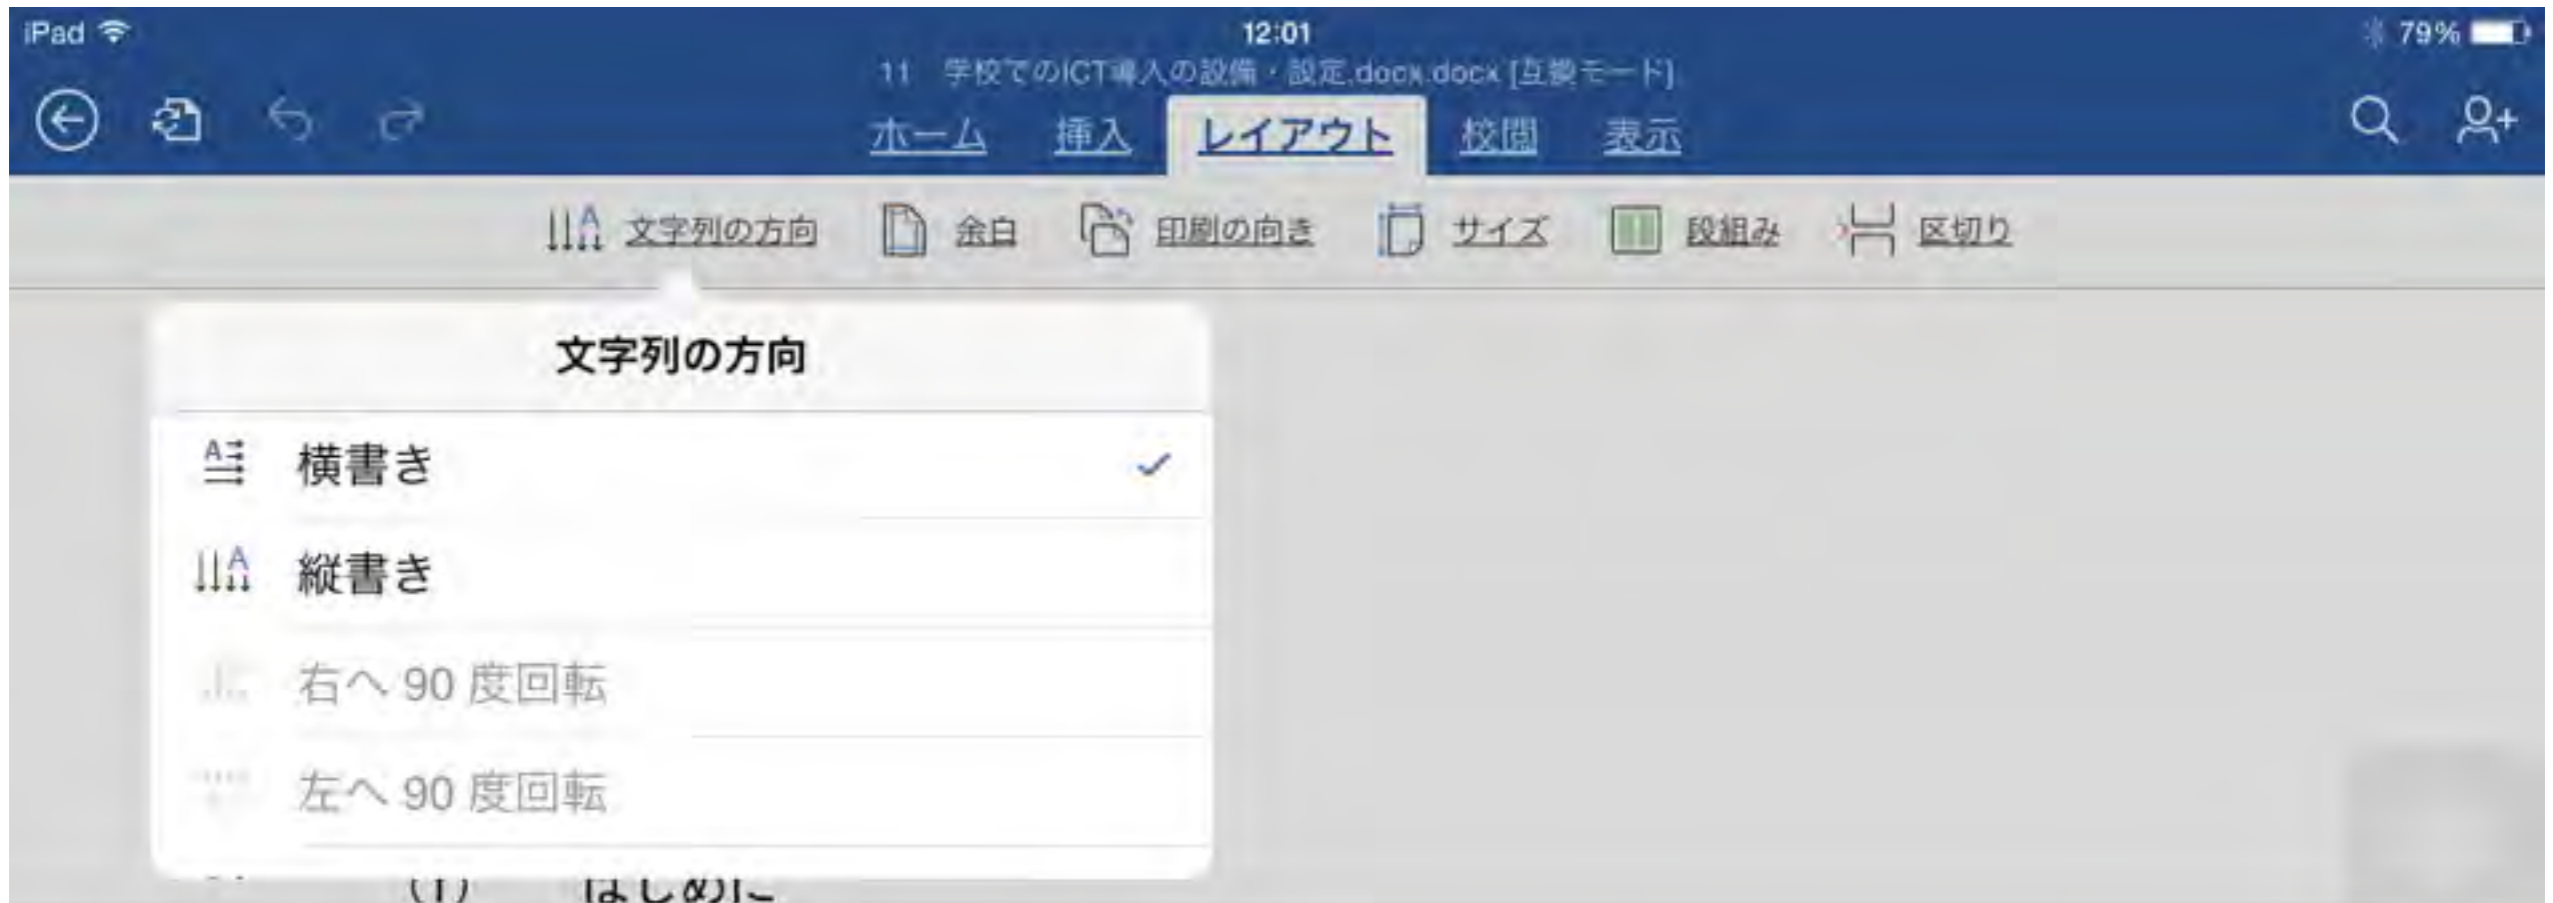 iPad 12:01 79%
11 学校でのICT導入の設備・設定.docx.docx [互換モード]
ホーム 挿入 レイアウト 校閲 表示
文字列の方向 余白 印刷の向き サイズ 段組み 区切り
文字列の方向
横書き
縦書き
右へ 90 度回転
左へ 90 度回転
(1) はじめに